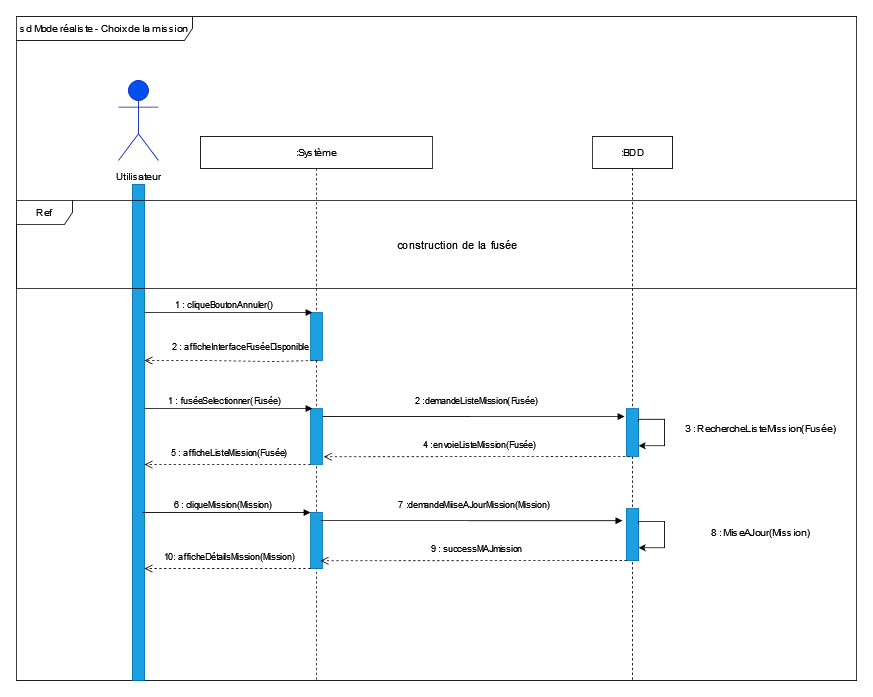 sd Mode réaliste - Choix de la mission
:Système
:BDD
Utilisateur
Ref
construction de la fusée
1 : cliqueBoutonAnnuler()
2 : afficheInterfaceFuséeDisponible
1 : fuséeSelectionner(Fusée)
2 :demandeListeMission(Fusée)
3 : RechercheListeMission(Fusée)
4 :envoieListeMission(Fusée)
5 : afficheListeMission(Fusée)
6 : cliqueMission(Mission)
7 :demandeMiseAJourMission(Mission)
8 : MiseAJour(Mission)
9 : successMAJmission
10: afficheDétailsMission(Mission)